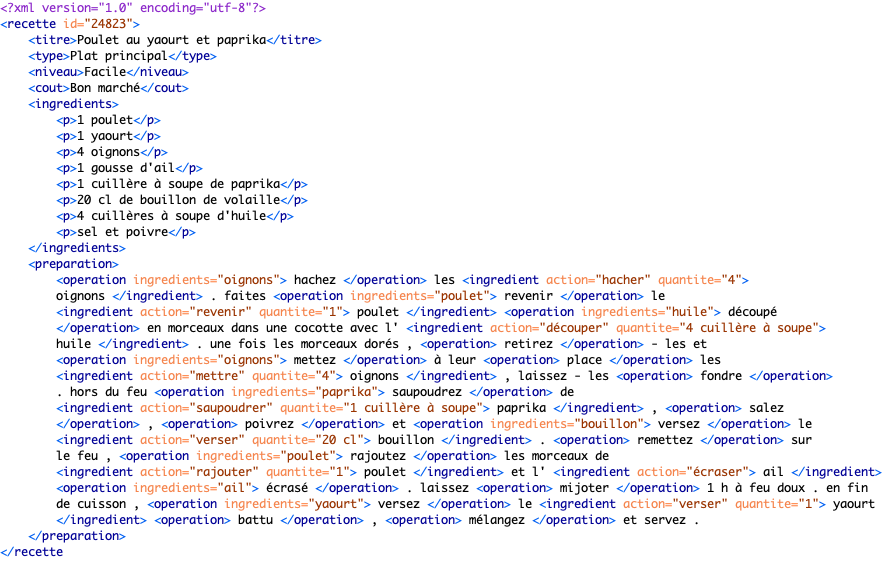 <?xml version="1.0" encoding="utf-8"?>
<recette id="24823">
<titre>Poulet au yaourt et paprika</titre>
<type>Plat principal</type>
<niveau>Facile</niveau>
<cout>Bon marché</cout>
<ingredients>
<p>1 poulet</p>
<p>1 yaourt</p>
<p>4 oignons</p>
<p>1 gousse d'ail</p>
<p>1 cuillère à soupe de paprika</p>
<p>20 cl de bouillon de volaille</p>
<p>4 cuillères à soupe d'huile</p>
<p>sel et poivre</p>
</ingredients>
<preparation>
<operation ingredients="oignons"> hachez </operation> les <ingredient action="hacher" quantite="4">
oignons </ingredient> . faites <operation ingredients="poulet"> revenir </operation> le
<ingredient action="revenir" quantite="1"> poulet </ingredient> <operation ingredients="huile"> découpé
</operation> en morceaux dans une cocotte avec l' <ingredient action="découper" quantite="4 cuillère à soupe">
huile </ingredient> . une fois les morceaux dorés , <operation> retirez </operation> - les et
<operation ingredients="oignons"> mettez </operation> à leur <operation> place </operation> les
<ingredient action="mettre" quantite="4"> oignons </ingredient> , laissez - les <operation> fondre </operation>
. hors du feu <operation ingredients="paprika"> saupoudrez </operation> de
<ingredient action="saupoudrer" quantite="1 cuillère à soupe"> paprika </ingredient> , <operation> salez
</operation> , <operation> poivrez </operation> et <operation ingredients="bouillon"> versez </operation> le
<ingredient action="verser" quantite="20 cl"> bouillon </ingredient> . <operation> remettez </operation> sur
le feu , <operation ingredients="poulet"> rajoutez </operation> les morceaux de
<ingredient action="rajouter" quantite="1"> poulet </ingredient> et l' <ingredient action="écraser"> ail </ingredient>
<operation ingredients="ail"> écrasé </operation> . laissez <operation> mijoter </operation> 1 h à feu doux . en fin
de cuisson , <operation ingredients="yaourt"> versez </operation> le <ingredient action="verser" quantite="1"> yaourt
</ingredient> <operation> battu </operation> , <operation> mélangez </operation> et servez .
</preparation>
</recette